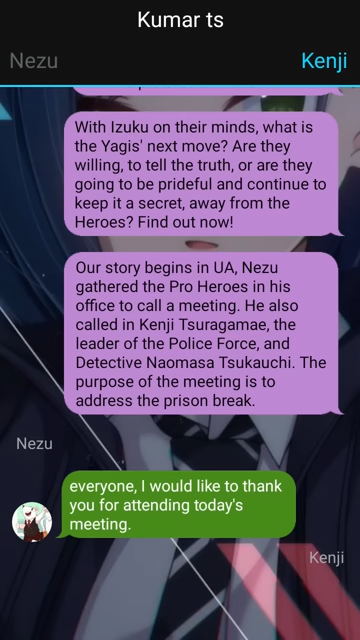 Kumar ts
Nezu
Kenji
With Izuku on their minds, what is
the Yagis' next move? Are they
willing, to tell the truth, or are they
going to be prideful and continue to
keep it a secret, away from the
Heroes? Find out now!
Our story begins in UA, Nezu
gathered the Pro Heroes in his
office to call a meeting. He also
called in Kenji Tsuragamae, the
leader of the Police Force, and
Detective Naomasa Tsukauchi. The
purpose of the meeting is to
address the prison break.
Nezu
everyone, I would like to thank
you for attending today's
meeting.
Kenji